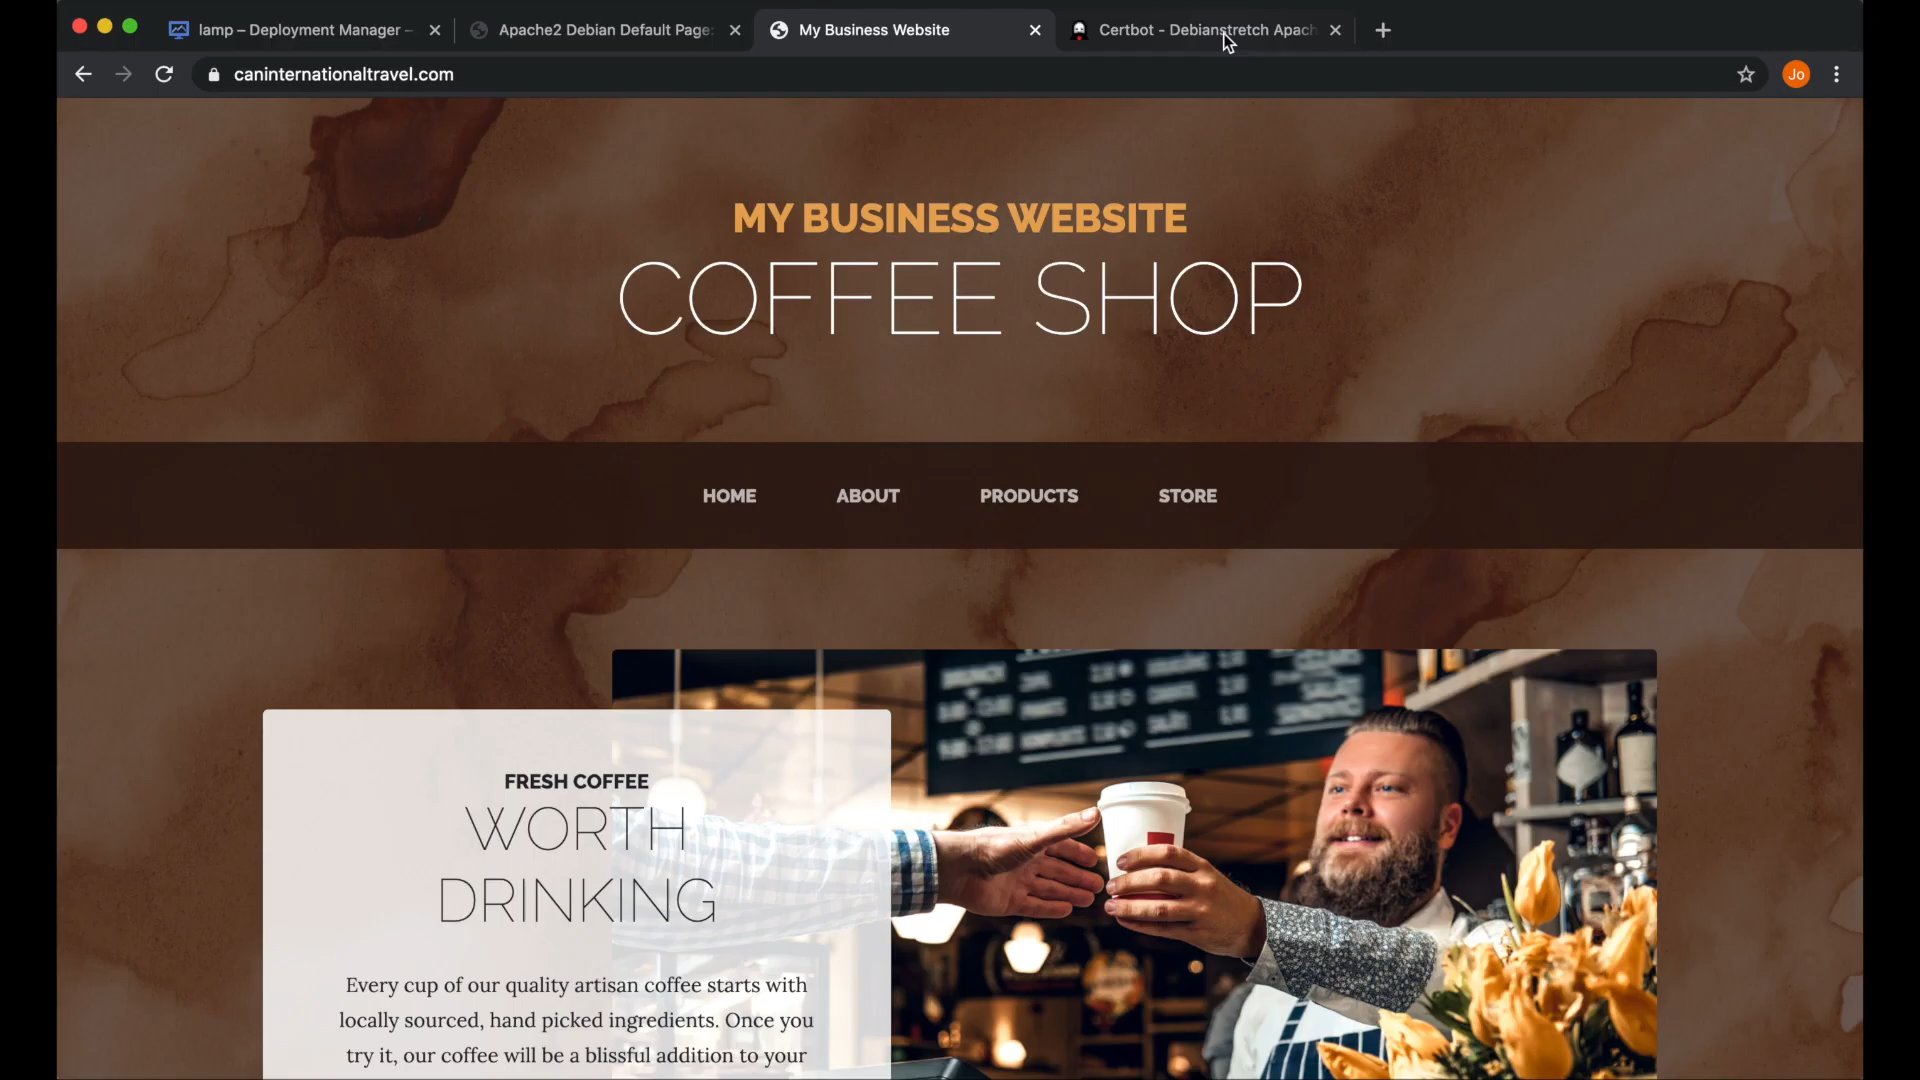 lamp – Deployment Manager –
Apache2 Debian Default Page:
My Business Website
Certbot - Debianstretch Apach
caninternationaltravel.com
Jo
MY BUSINESS WEBSITE
COFFEE SHOP
HOME
ABOUT
PRODUCTS
STORE
FRESH COFFEE
WORTH
DRINKING
Every cup of our quality artisan coffee starts with
locally sourced, hand picked ingredients. Once you
try it, our coffee will be a blissful addition to your